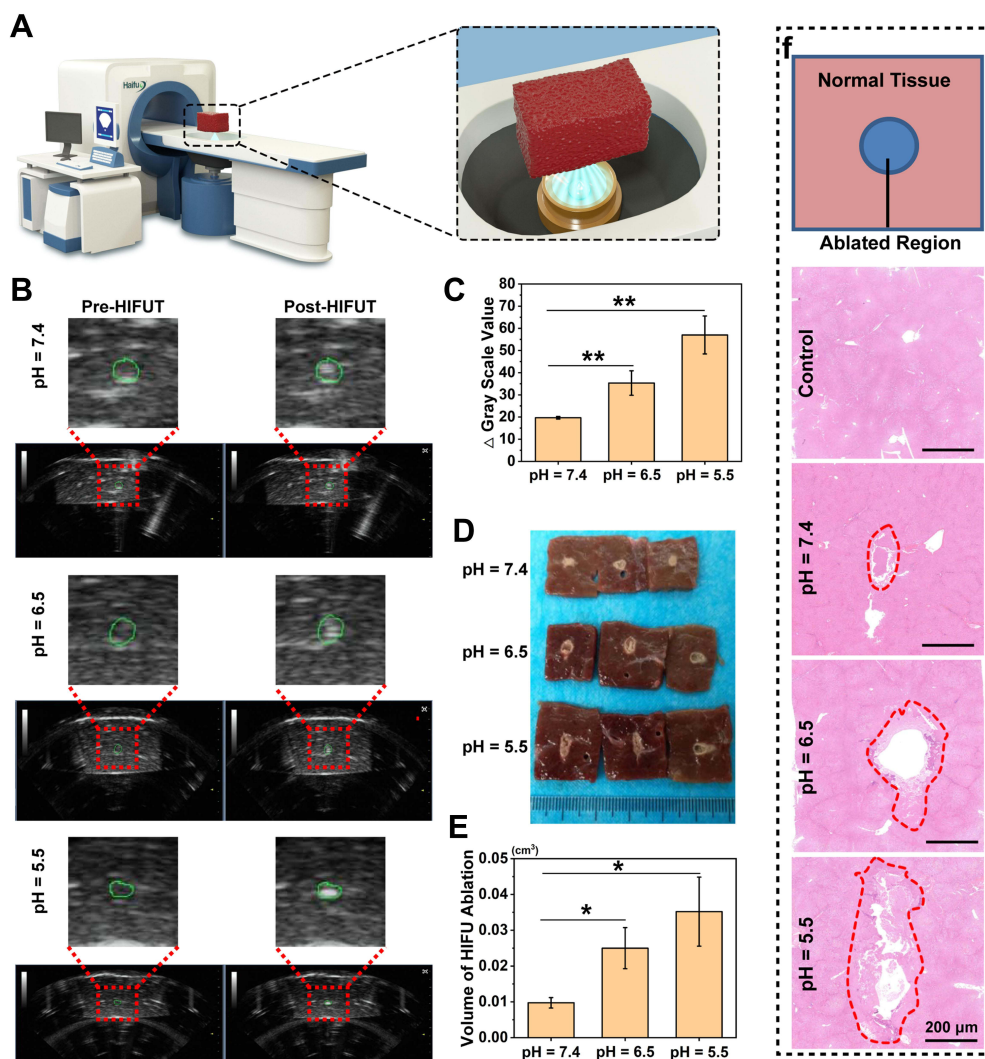 A
Haifu
B
Pre-HIFUT
Post-HIFUT
pH = 7.4
pH = 6.5
pH = 5.5
C
△ Gray Scale Value
80
70
60
50
40
30
20
10
0
**
**
pH = 7.4
pH = 6.5
pH = 5.5
D
pH = 7.4
pH = 6.5
pH = 5.5
E
(cm³)
Volume of HIFU Ablation
0.05
0.04
0.03
0.02
0.01
0.00
*
*
pH = 7.4
pH = 6.5
pH = 5.5
f
Normal Tissue
Ablated Region
Control
pH = 7.4
pH = 6.5
pH = 5.5
200 μm